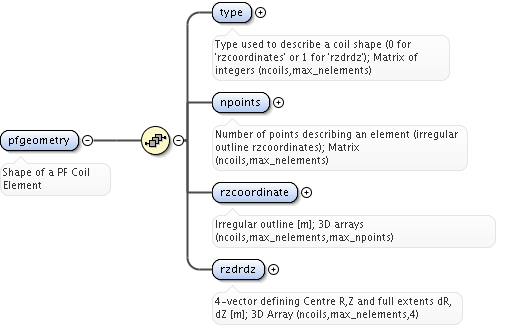 type
Type used to describe a coil shape (0 for
'rzcoordinates' or 1 for 'rzdrdz'); Matrix of
integers (ncoils,max_nelements)
npoints
Number of points describing an element (irregular
outline rzcoordinates); Matrix
(ncoils,max_nelements)
pfgeometry
Shape of a PF Coil
Element
rzcoordinate
Irregular outline [m]; 3D arrays
(ncoils,max_nelements,max_npoints)
rzdrdz
4-vector defining Centre R,Z and full extents dR,
dZ [m]; 3D Array (ncoils,max_nelements,4)